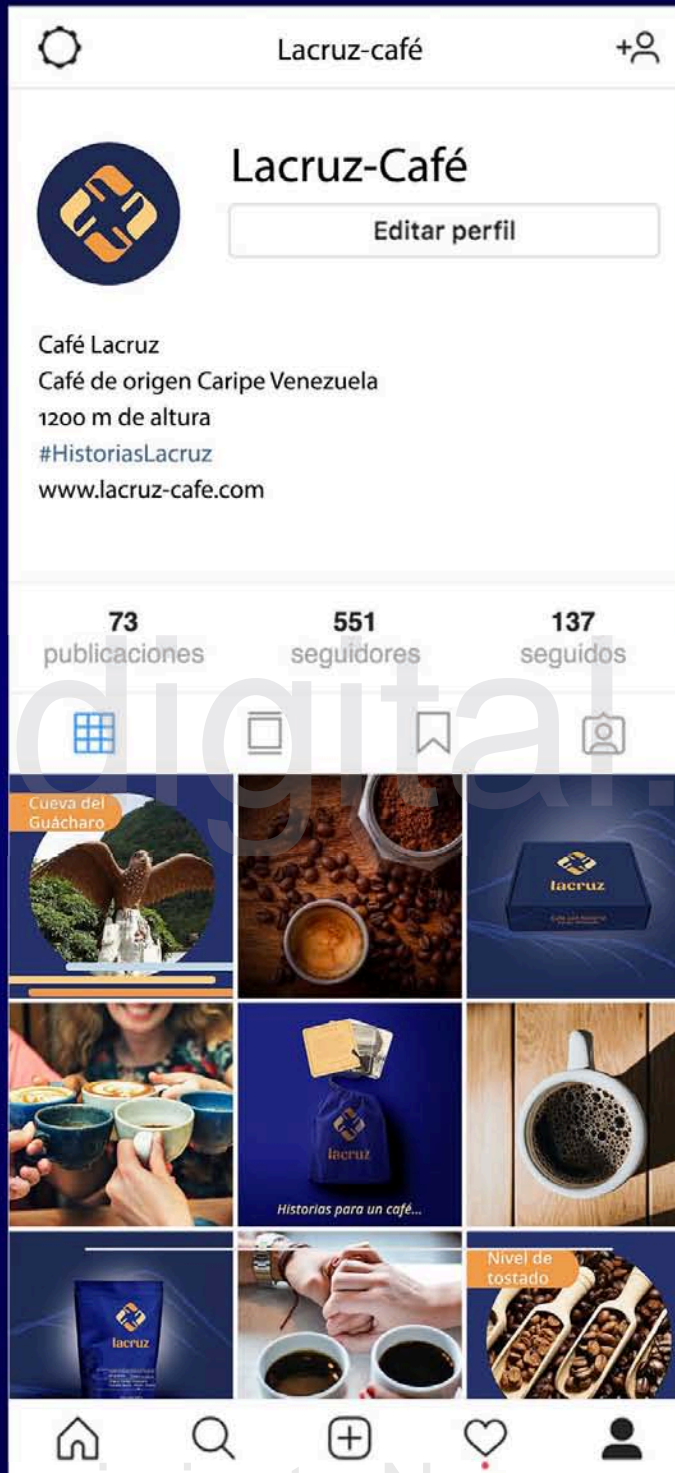 Lacruz-café
Lacruz-Café
Editar perfil
Café Lacruz
Café de origen Caripe Venezuela
1200 m de altura
#HistoriasLacruz
www.lacruz-cafe.com
73
publicaciones
551
seguidores
137
seguidos
digital.
Cueva del
Guácharo
lacruz
lacruz
Historias para un café...
lacruz
Nivel de
tostado